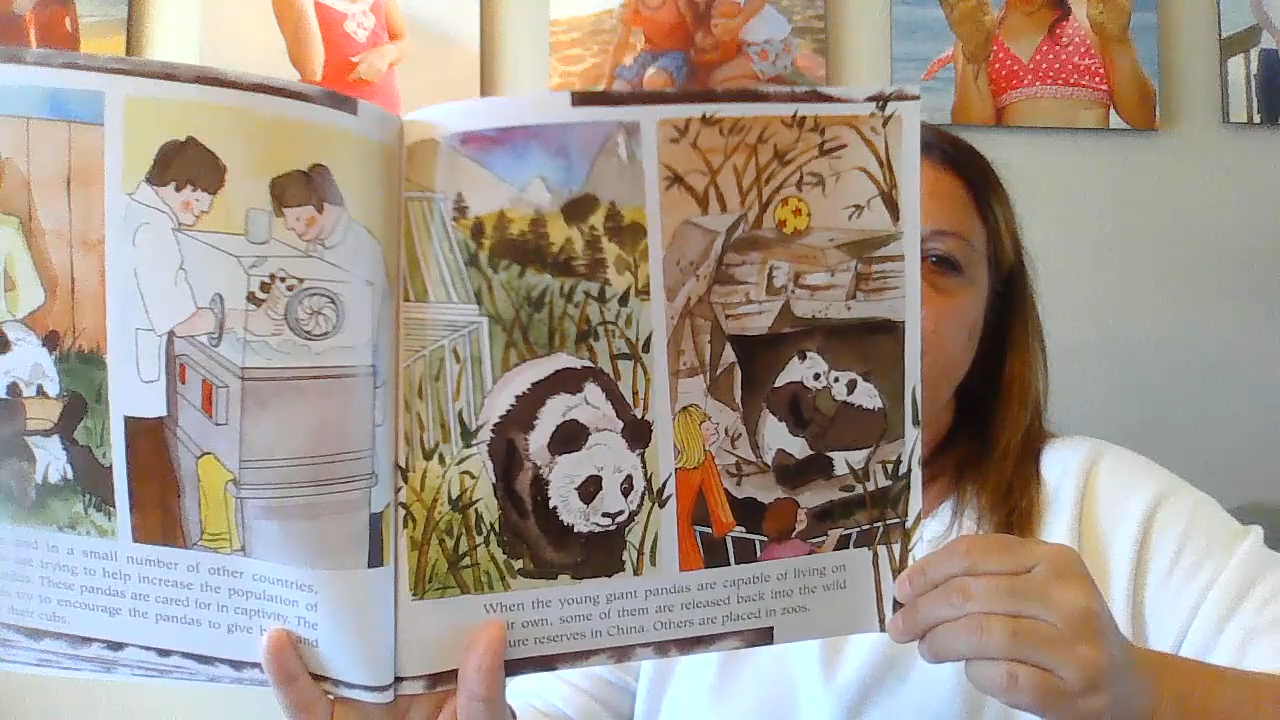 and in a small number of other countries,
are trying to help increase the population of
These pandas are cared for in captivity. The
try to encourage the pandas to give and
their cubs.
When the young giant pandas are capable of living on
own, some of them are released back into the wild
reserves in China. Others are placed in zoos.